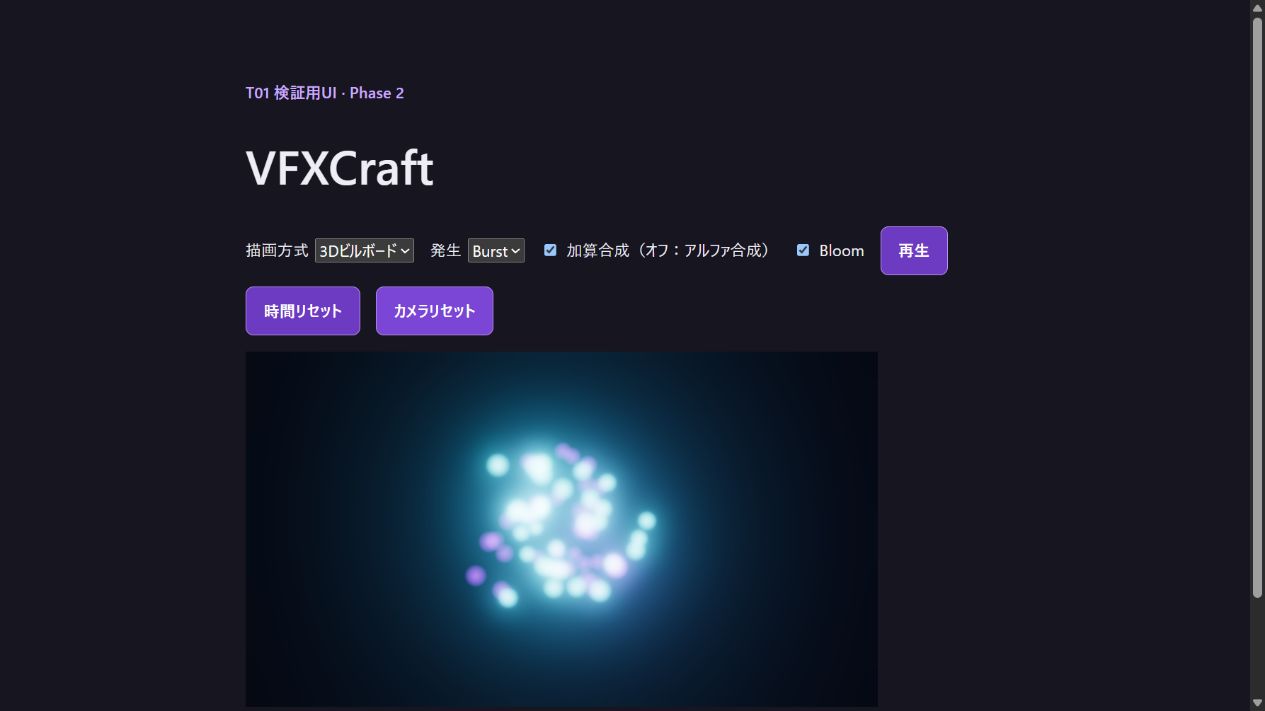 T01 検証用UI · Phase 2
VFXCraft
描画方式 3Dビルボード 発生 Burst 加算合成（オフ：アルファ合成） Bloom 再生
時間リセット カメラリセット